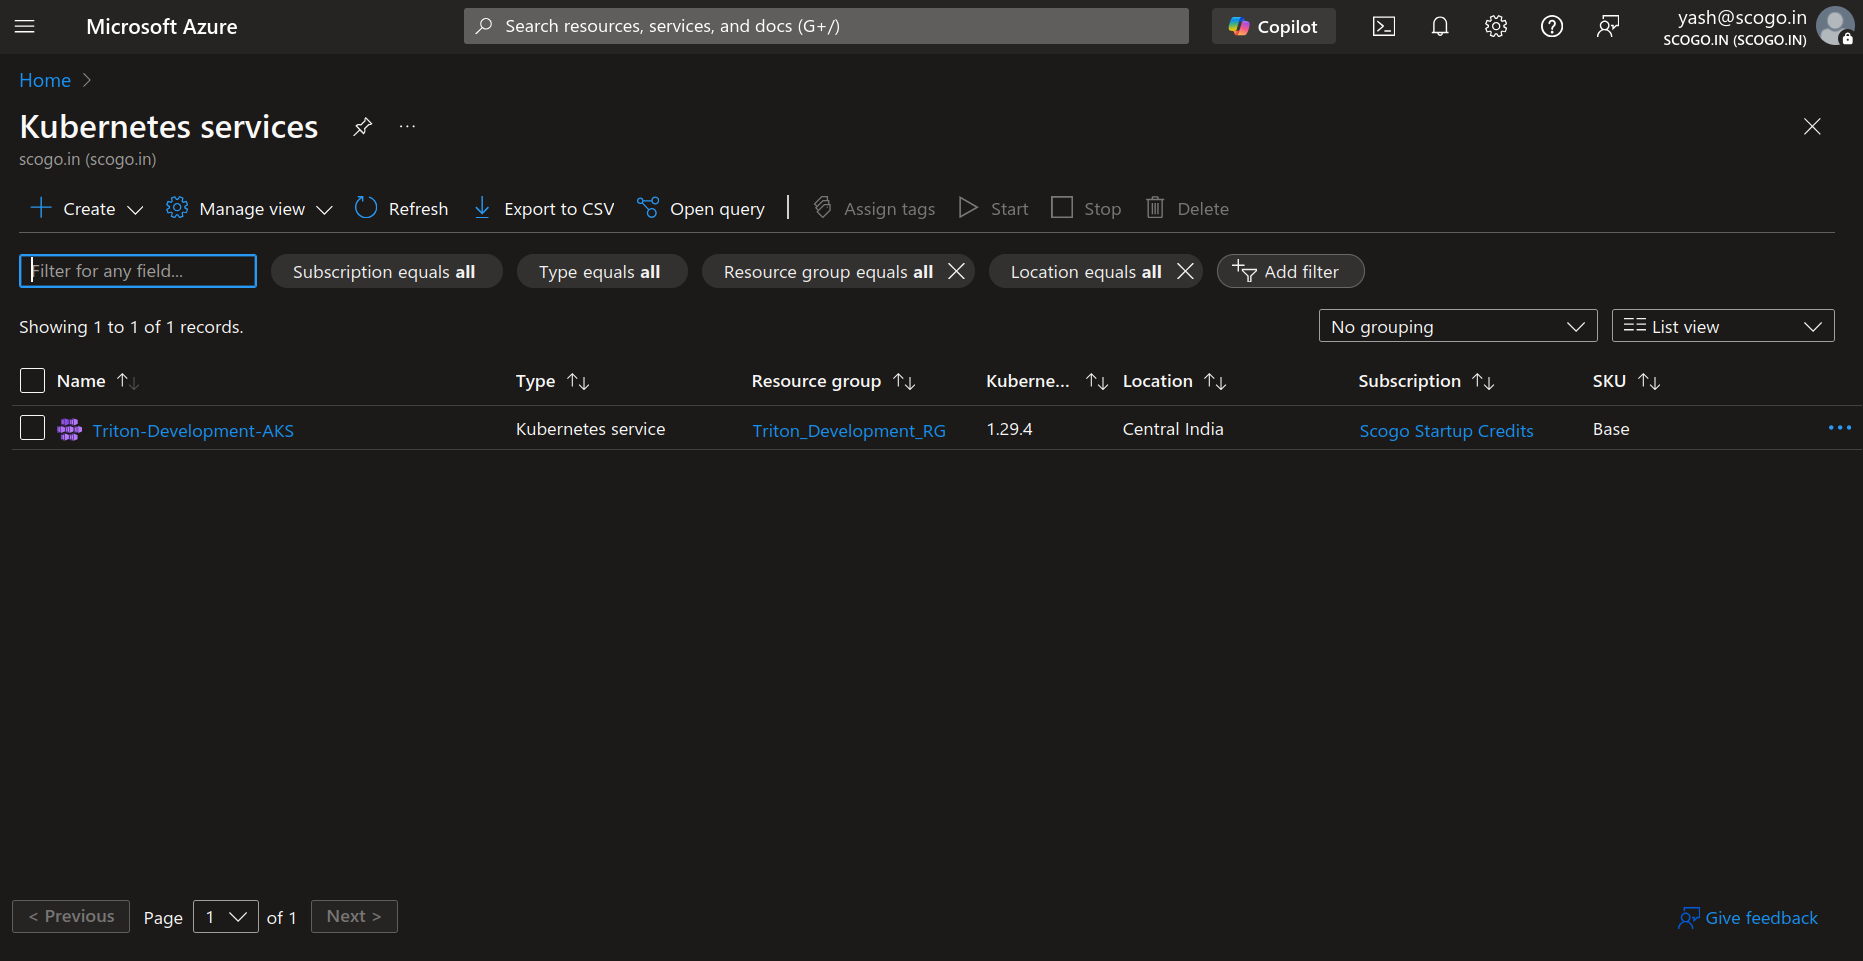 Microsoft Azure
Search resources, services, and docs (G+/)
Copilot
yash@scogo.in
SCOGO.IN (SCOGO.IN)
Home
Kubernetes services
...
scogo.in (scogo.in)
Create
Manage view
Refresh
Export to CSV
Open query
Assign tags
Start
Stop
Delete
Filter for any field...
Subscription equals all
Type equals all
Resource group equals all
Location equals all
Add filter
Showing 1 to 1 of 1 records.
No grouping
List view
Name Type Resource group Kuberne... Location Subscription SKU
Triton-Development-AKS Kubernetes service Triton_Development_RG 1.29.4 Central India Scogo Startup Credits Base
< Previous Page 1 of 1 Next >
Give feedback